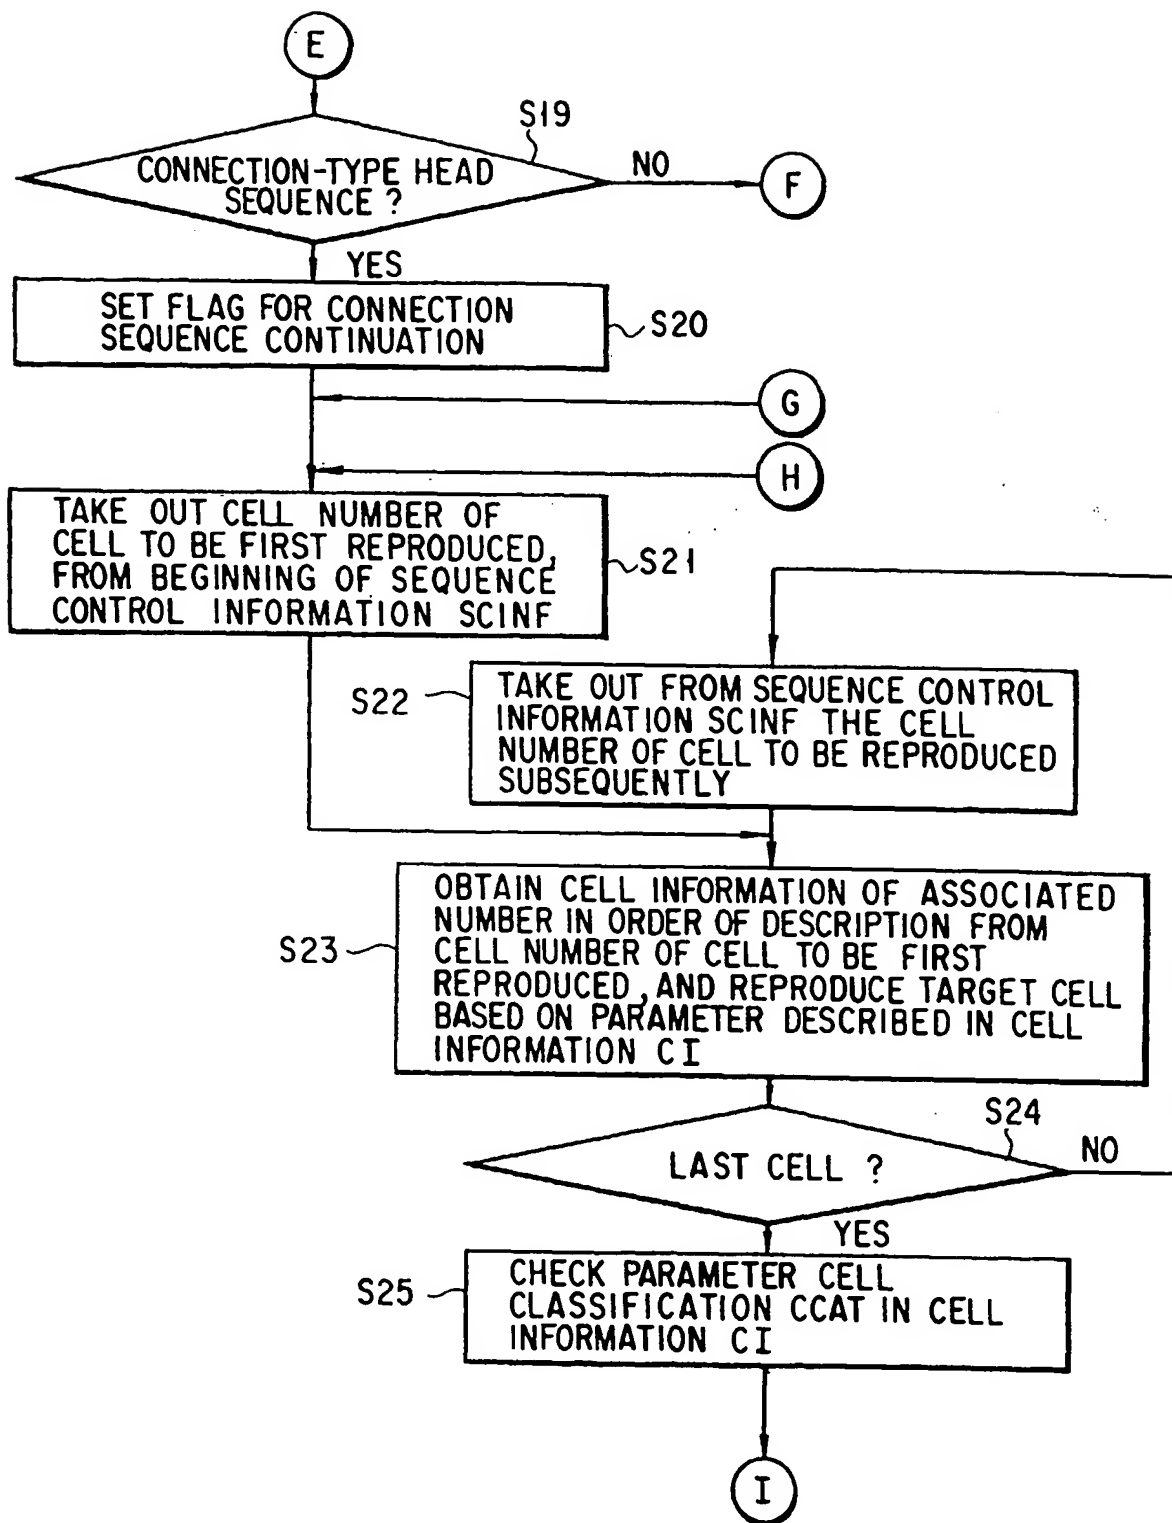 E
S19
CONNECTION-TYPE HEAD
SEQUENCE ?
NO
F
YES
SET FLAG FOR CONNECTION
SEQUENCE CONTINUATION
S20
G
H
TAKE OUT CELL NUMBER OF
CELL TO BE FIRST REPRODUCED,
FROM BEGINNING OF SEQUENCE
CONTROL INFORMATION SCINF
S21
S22
TAKE OUT FROM SEQUENCE CONTROL
INFORMATION SCINF THE CELL
NUMBER OF CELL TO BE REPRODUCED
SUBSEQUENTLY
S23
OBTAIN CELL INFORMATION OF ASSOCIATED
NUMBER IN ORDER OF DESCRIPTION FROM
CELL NUMBER OF CELL TO BE FIRST
REPRODUCED, AND REPRODUCE TARGET CELL
BASED ON PARAMETER DESCRIBED IN CELL
INFORMATION CI
S24
LAST CELL ?
NO
YES
S25
CHECK PARAMETER CELL
CLASSIFICATION CCAT IN CELL
INFORMATION CI
I